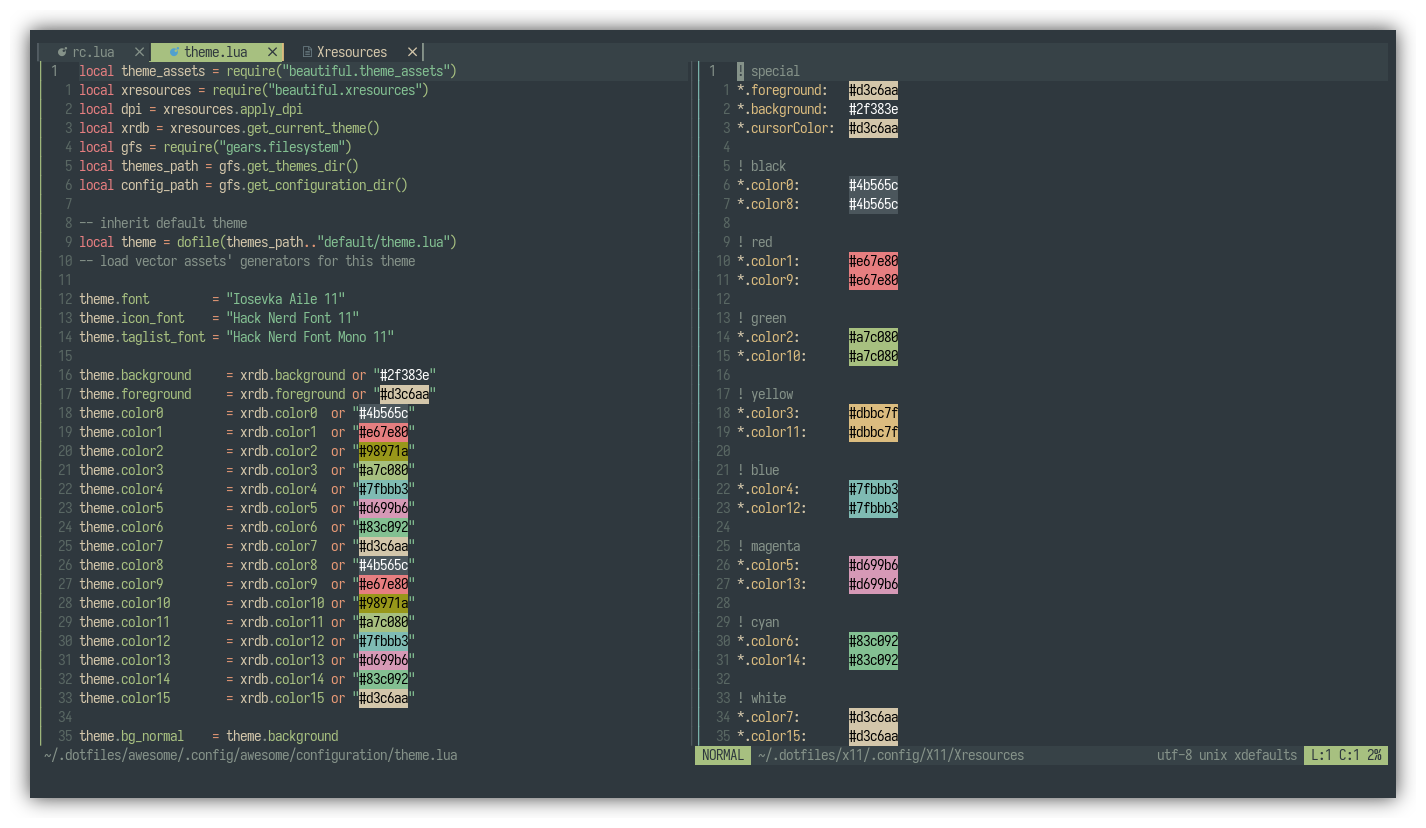 rc.lua × theme.lua × Xresources ×
1 local theme_assets = require("beautiful.theme_assets")
1 local xresources = require("beautiful.xresources")
2 local dpi = xresources.apply_dpi
3 local xrdb = xresources.get_current_theme()
4 local gfs = require("gears.filesystem")
5 local themes_path = gfs.get_themes_dir()
6 local config_path = gfs.get_configuration_dir()
7
8 -- inherit default theme
9 local theme = dofile(themes_path.."default/theme.lua")
10 -- load vector assets' generators for this theme
11
12 theme.font         = "Iosevka Aile 11"
13 theme.icon_font    = "Hack Nerd Font 11"
14 theme.taglist_font = "Hack Nerd Font Mono 11"
15
16 theme.background     = xrdb.background or "#2f383e"
17 theme.foreground     = xrdb.foreground or "#d3c6aa"
18 theme.color0         = xrdb.color0  or "#4b565c"
19 theme.color1         = xrdb.color1  or "#e67e80"
20 theme.color2         = xrdb.color2  or "#98971a"
21 theme.color3         = xrdb.color3  or "#a7c080"
22 theme.color4         = xrdb.color4  or "#7fbbb3"
23 theme.color5         = xrdb.color5  or "#d699b6"
24 theme.color6         = xrdb.color6  or "#83c092"
25 theme.color7         = xrdb.color7  or "#d3c6aa"
26 theme.color8         = xrdb.color8  or "#4b565c"
27 theme.color9         = xrdb.color9  or "#e67e80"
28 theme.color10        = xrdb.color10 or "#98971a"
29 theme.color11        = xrdb.color11 or "#a7c080"
30 theme.color12        = xrdb.color12 or "#7fbbb3"
31 theme.color13        = xrdb.color13 or "#d699b6"
32 theme.color14        = xrdb.color14 or "#83c092"
33 theme.color15        = xrdb.color15 or "#d3c6aa"
34
35 theme.bg_normal    = theme.background
~/.dotfiles/awesome/.config/awesome/configuration/theme.lua
1 ! special
1 *.foreground:   #d3c6aa
2 *.background:   #2f383e
3 *.cursorColor:  #d3c6aa
4
5 ! black
6 *.color0:       #4b565c
7 *.color8:       #4b565c
8
9 ! red
10 *.color1:       #e67e80
11 *.color9:       #e67e80
12
13 ! green
14 *.color2:       #a7c080
15 *.color10:      #a7c080
16
17 ! yellow
18 *.color3:       #dbbc7f
19 *.color11:      #dbbc7f
20
21 ! blue
22 *.color4:       #7fbbb3
23 *.color12:      #7fbbb3
24
25 ! magenta
26 *.color5:       #d699b6
27 *.color13:      #d699b6
28
29 ! cyan
30 *.color6:       #83c092
31 *.color14:      #83c092
32
33 ! white
34 *.color7:       #d3c6aa
35 *.color15:      #d3c6aa
NORMAL ~/.dotfiles/x11/.config/X11/Xresources utf-8 unix xdefaults L:1 C:1 2%